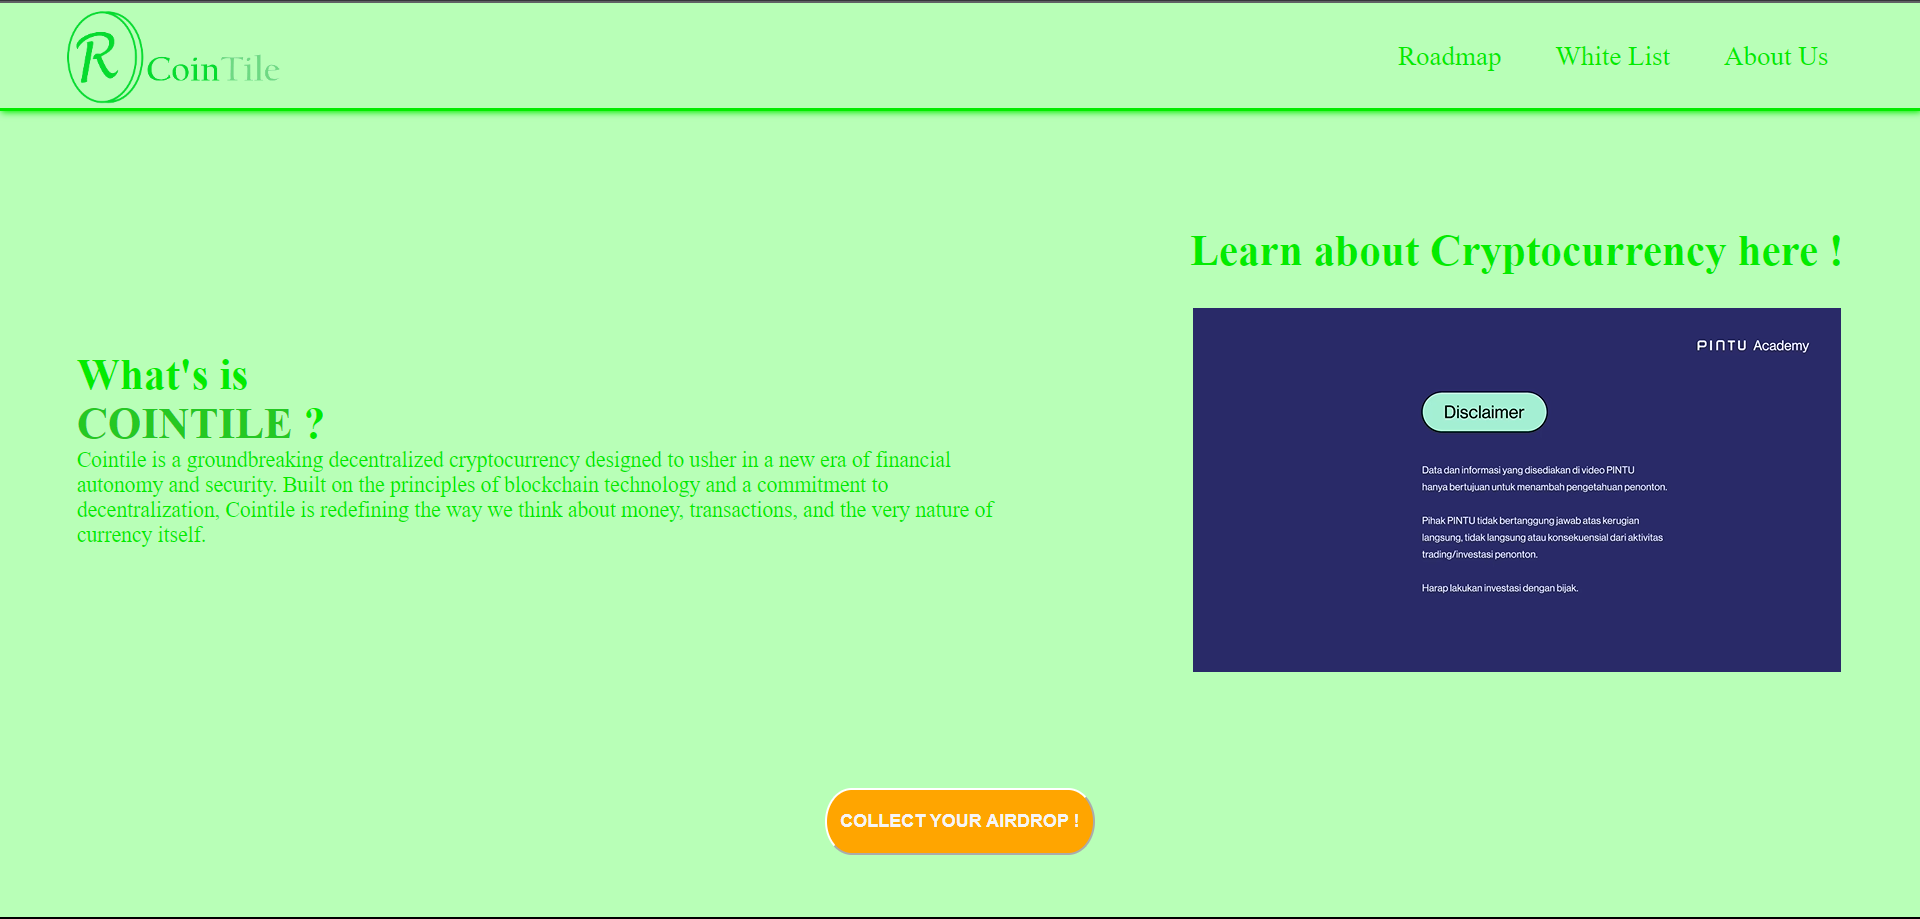 R CoinTile
Roadmap
White List
About Us
What's is
COINTILE ?
Cointile is a groundbreaking decentralized cryptocurrency designed to usher in a new era of financial
autonomy and security. Built on the principles of blockchain technology and a commitment to
decentralization, Cointile is redefining the way we think about money, transactions, and the very nature of
currency itself.
Learn about Cryptocurrency here !
PINTU Academy
Disclaimer
Data dan informasi yang disediakan di video PINTU
hanya bertujuan untuk menambah pengetahuan penonton.
Pihak PINTU tidak bertanggung jawab atas kerugian
langsung, tidak langsung atau konsekuensial dari aktivitas
trading/investasi penonton.
Harap lakukan investasi dengan bijak.
COLLECT YOUR AIRDROP !